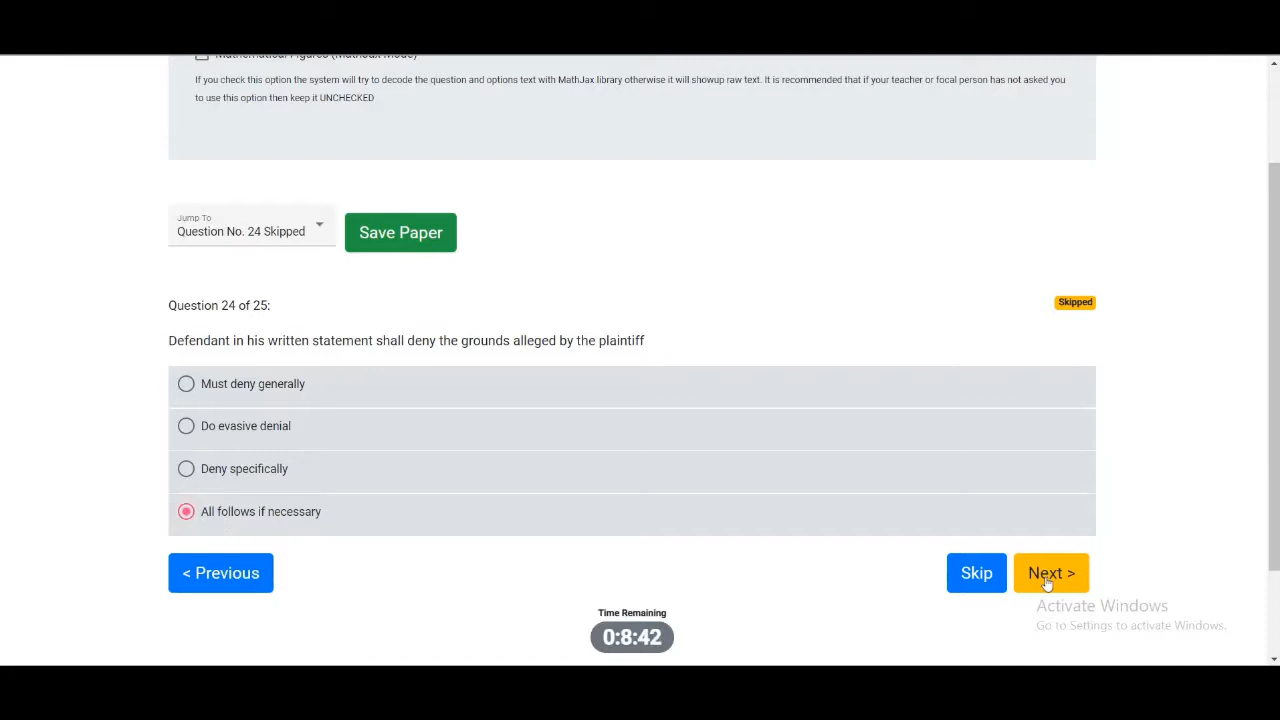 Mathematical Figures (MathJax Mode)
If you check this option the system will try to decode the question and options text with MathJax library otherwise it will showup raw text. It is recommended that if your teacher or focal person has not asked you
to use this option then keep it UNCHECKED
Jump To
Question No. 24 Skipped
Save Paper
Question 24 of 25:
Skipped
Defendant in his written statement shall deny the grounds alleged by the plaintiff
Must deny generally
Do evasive denial
Deny specifically
All follows if necessary
< Previous
Skip
Next >
Time Remaining
0:8:42
Activate Windows
Go to Settings to activate Windows.